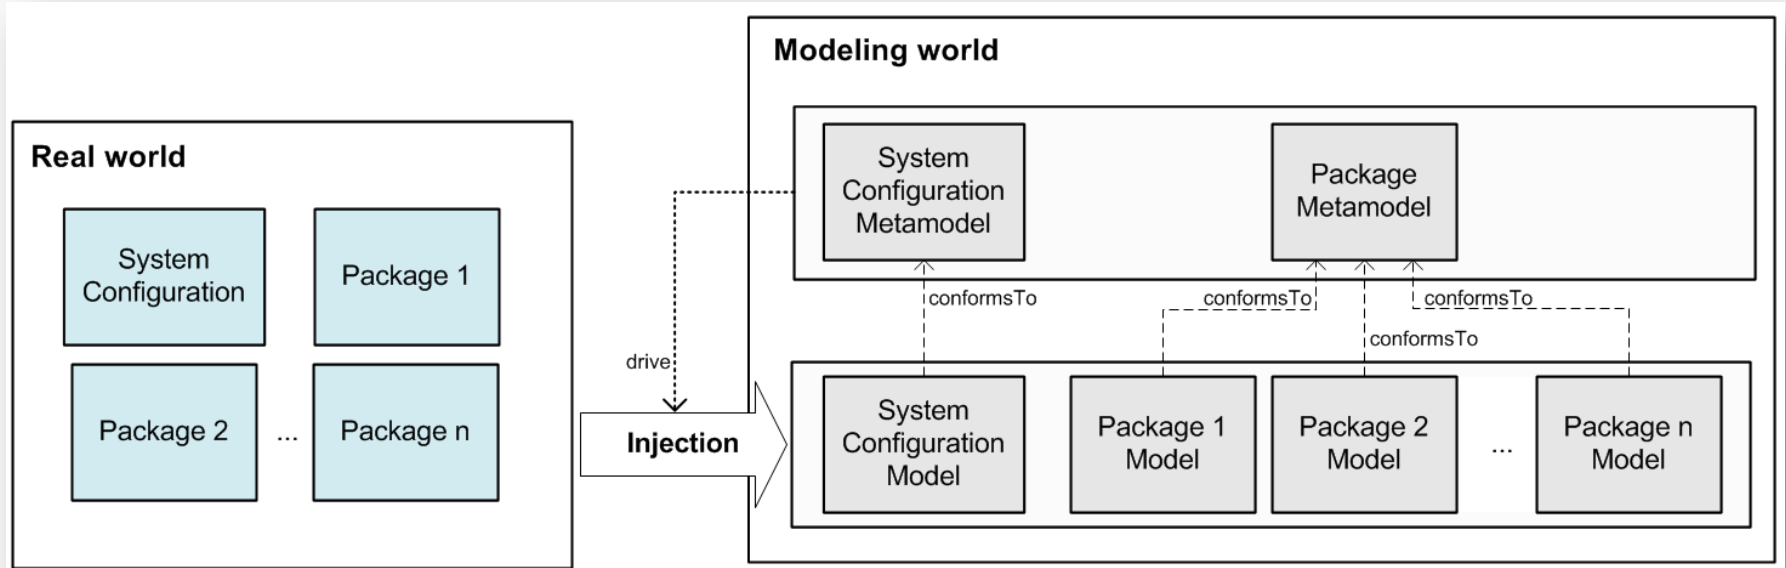 Modeling world
Real world
System
Configuration
Package 1
Package 2
...
Package n
drive
Injection
System
Configuration
Metamodel
Package
Metamodel
conformsTo
conformsTo
conformsTo
conformsTo
System
Configuration
Model
Package 1
Model
Package 2
Model
...
Package n
Model